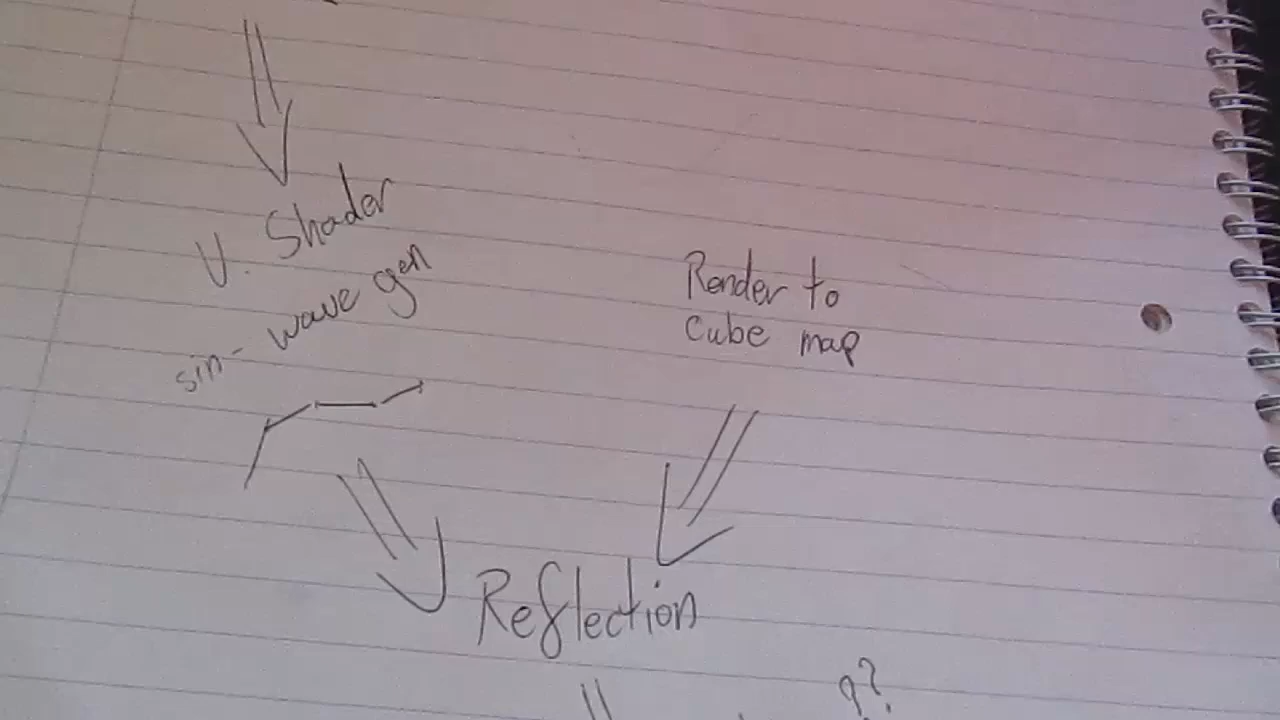 V. Shader
sin-wave gen
Render to
Cube map
Reflection
??